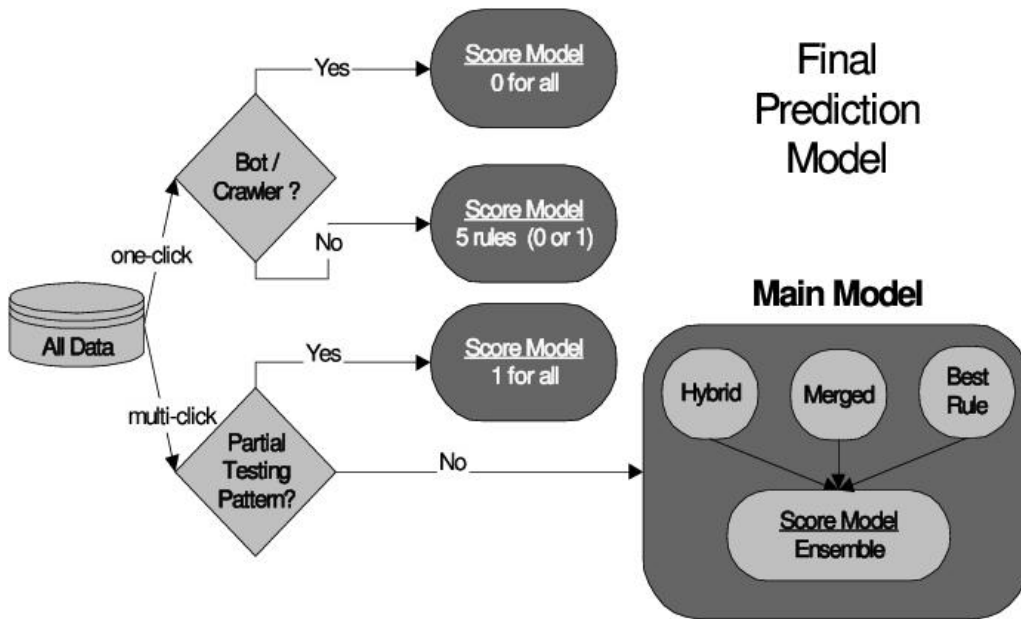 Final
Prediction
Model
All Data
one-click
multi-click
Bot /
Crawler ?
Yes
No
Score Model
0 for all
Score Model
5 rules (0 or 1)
Partial
Testing
Pattern?
Yes
No
Score Model
1 for all
Main Model
Hybrid
Merged
Best
Rule
Score Model
Ensemble